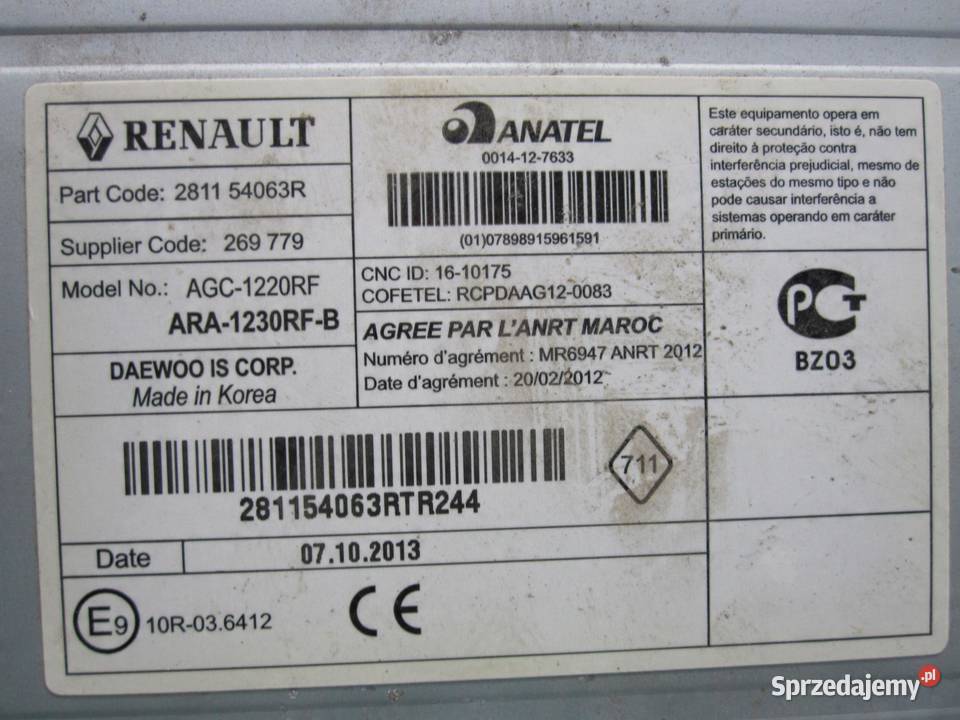 RENAULT
Part Code: 2811 54063R
Supplier Code: 269 779
Model No.: AGC-1220RF
ARA-1230RF-B
DAEWOO IS CORP.
Made in Korea
ANATEL
0014-12-7633
(01)07898915961591
CNC ID: 16-10175
COFETEL: RCPDAAG12-0083
AGREE PAR L'ANRT MAROC
Numéro d'agrément : MR6947 ANRT 2012
Date d'agrément : 20/02/2012
Este equipamento opera em
caráter secundário, isto é, não tem
direito à proteção contra
interferência prejudicial, mesmo de
estações do mesmo tipo e não
pode causar interferência a
sistemas operando em caráter
primário.
PCT
BZ03
281154063RTR244
711
Date 07.10.2013
E9 10R-03.6412
CE
Sprzedajemy.pl